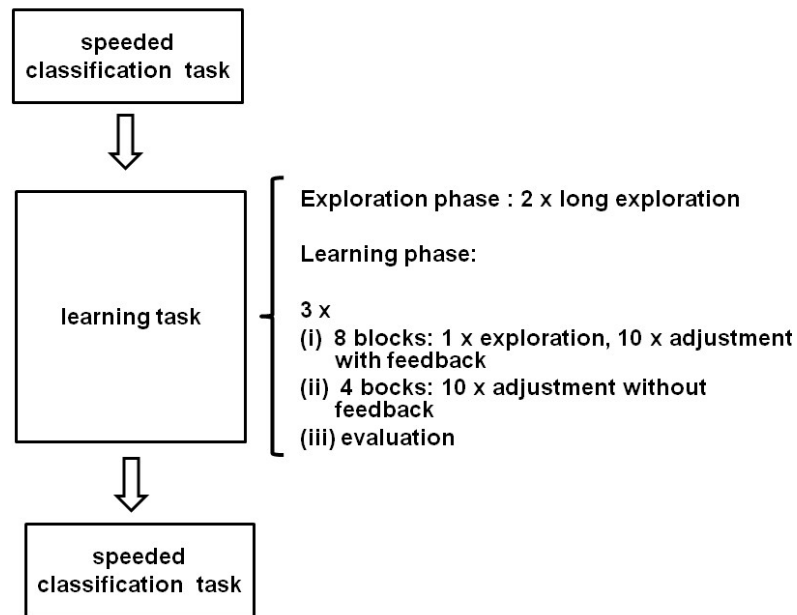 speeded
classification task
learning task
Exploration phase : 2 x long exploration
Learning phase:
3 x
(i) 8 blocks: 1 x exploration, 10 x adjustment
with feedback
(ii) 4 bocks: 10 x adjustment without
feedback
(iii) evaluation
speeded
classification task